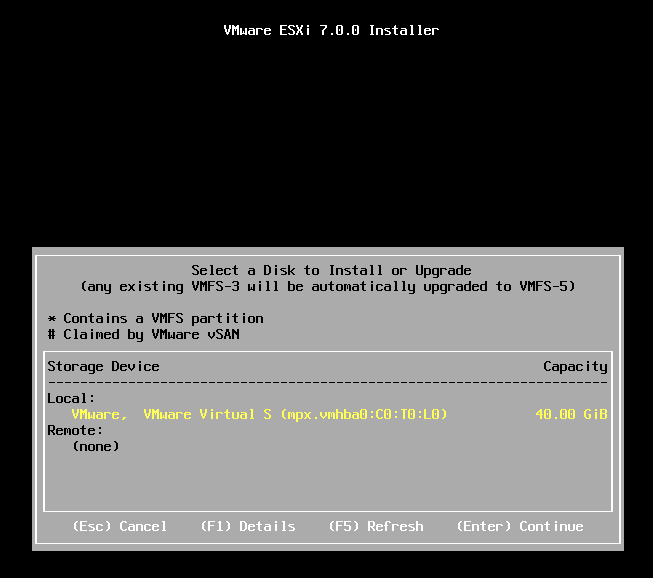 VMware ESXi 7.0.0 Installer
Select a Disk to Install or Upgrade
(any existing VMFS-3 will be automatically upgraded to VMFS-5)
* Contains a VMFS partition
# Claimed by VMware vSAN
Storage Device Capacity
----------------------------------------------------------------------
Local:
VMware,  VMware Virtual S (mpx.vmhba0:C0:T0:L0) 40.00 GiB
Remote:
(none)
(Esc) Cancel (F1) Details (F5) Refresh (Enter) Continue